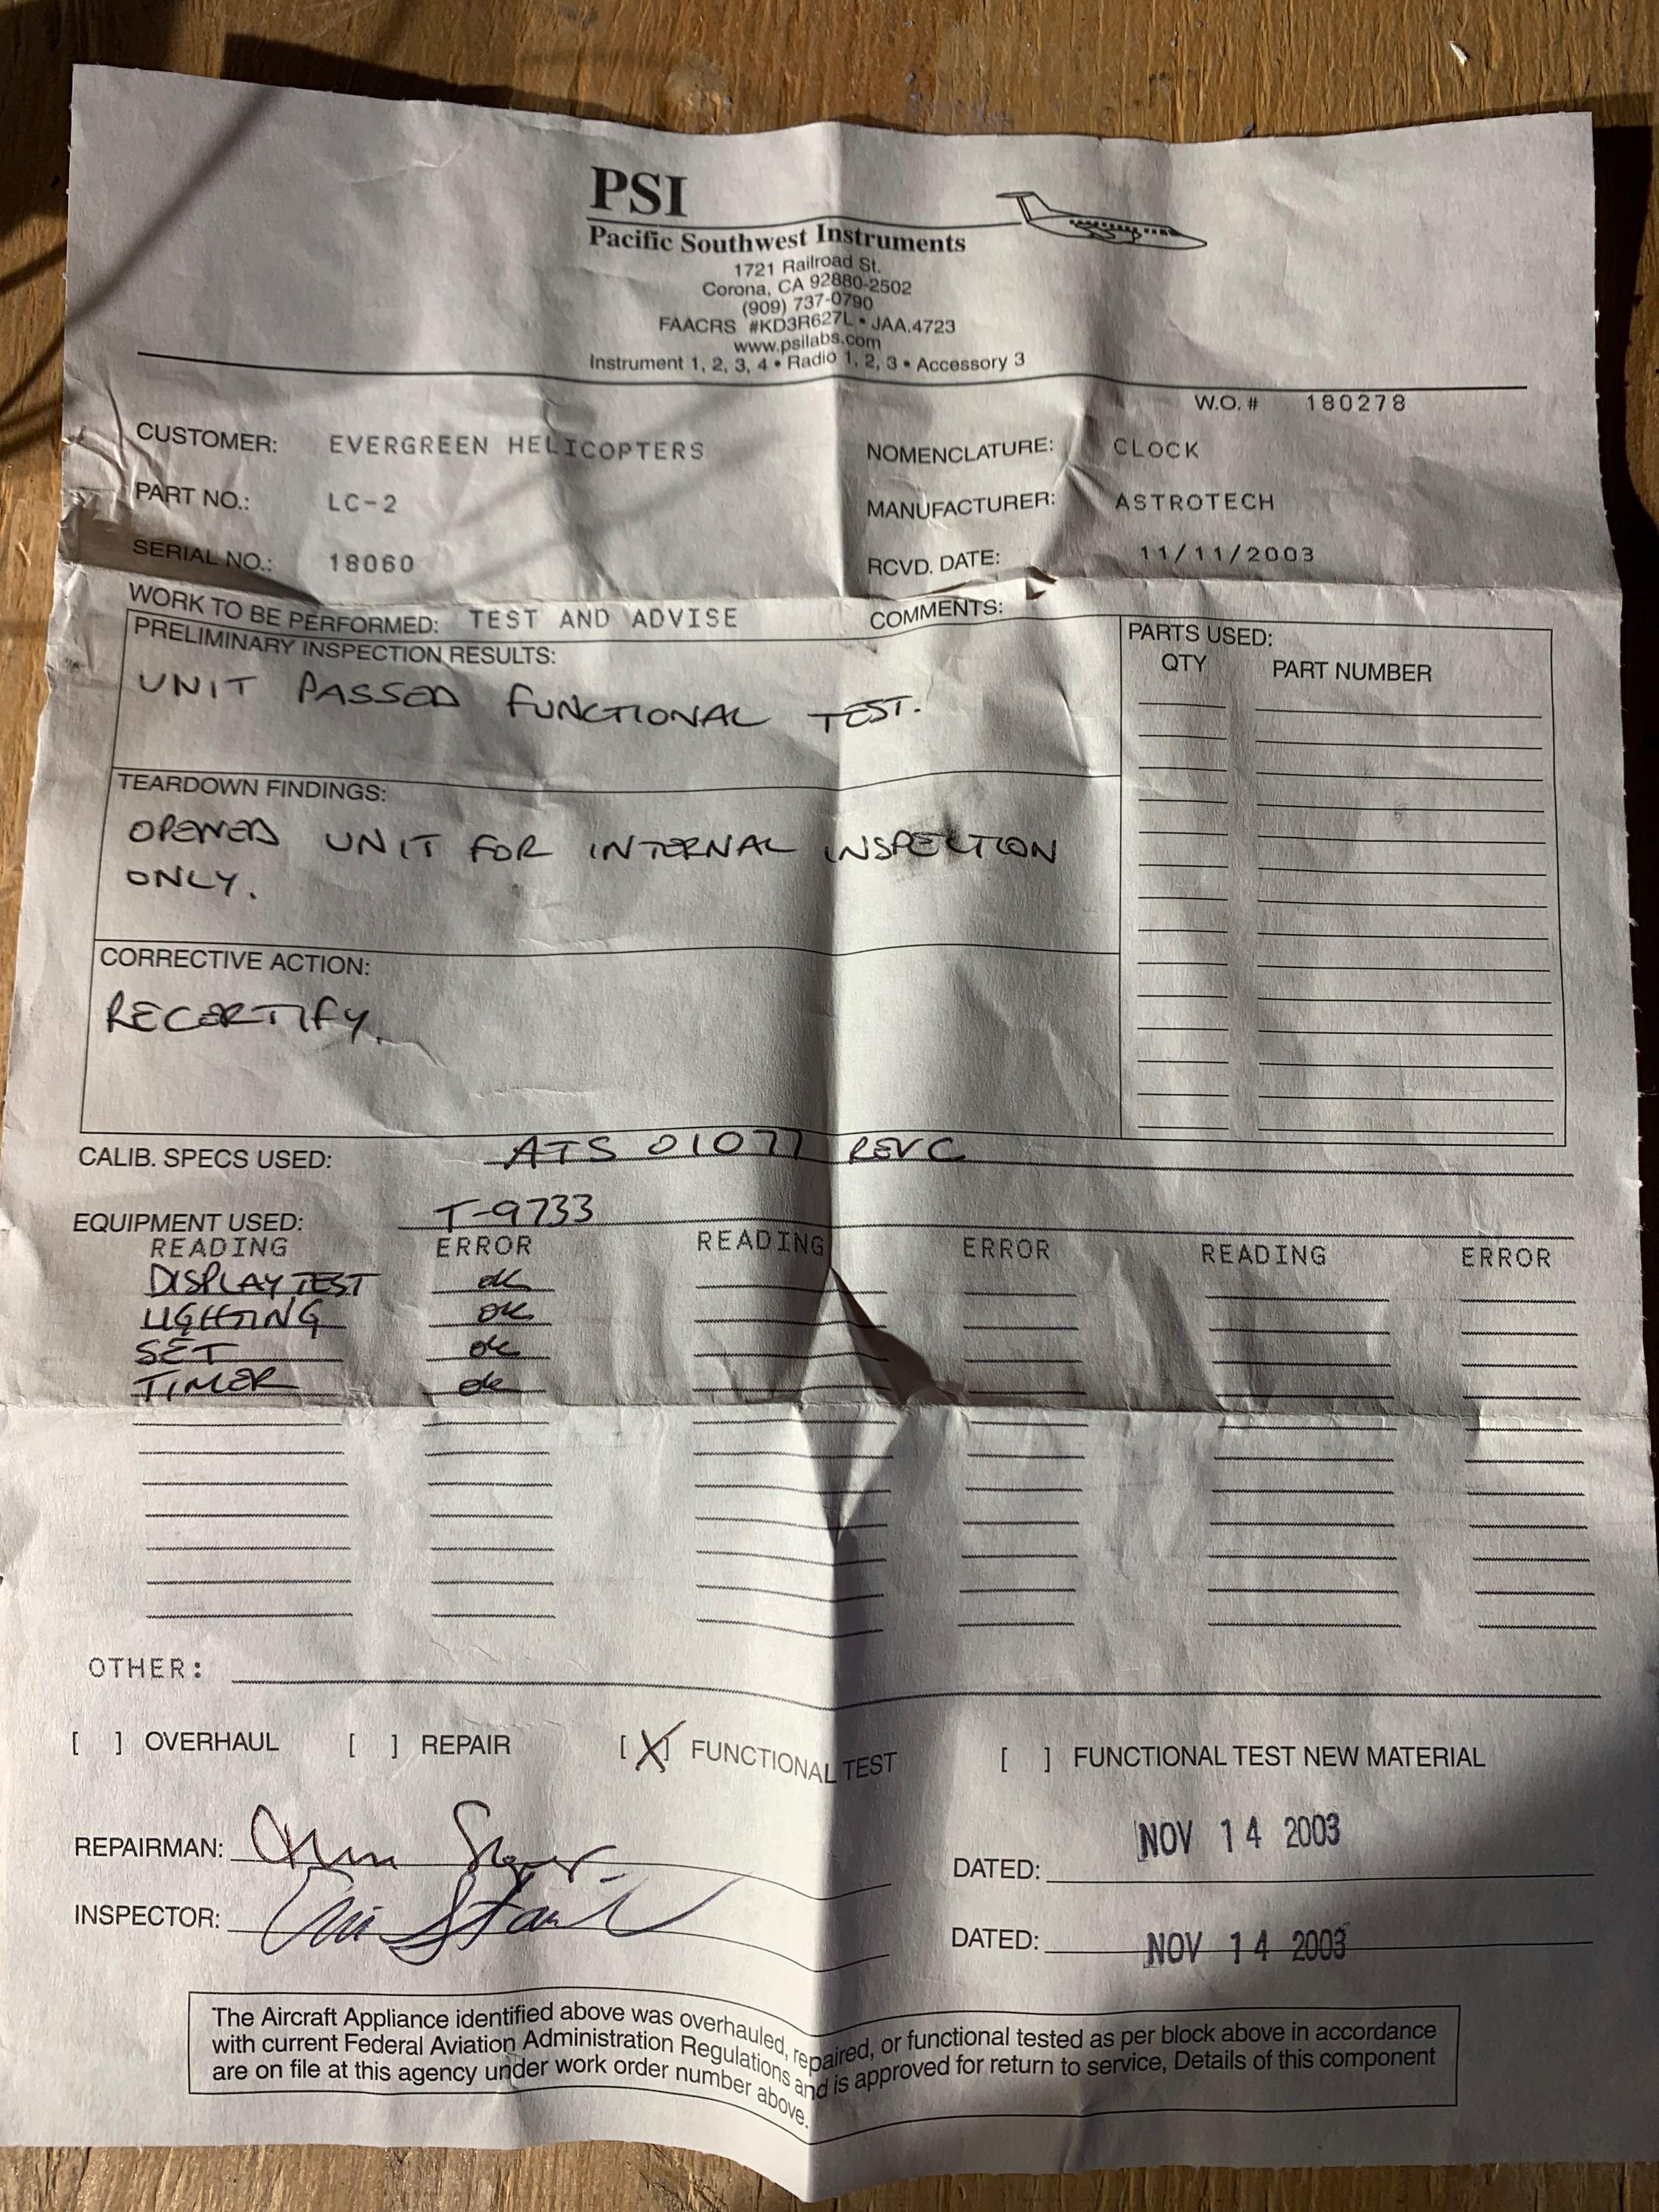 PSI
Pacific Southwest Instruments
1721 Railroad St.
Corona, CA 92880-2502
(909) 737-0790
FAACRS #KD3R627L • JAA.4723
www.psilabs.com
Instrument 1, 2, 3, 4 • Radio 1, 2, 3 • Accessory 3
W.O. # 180278
CUSTOMER: EVERGREEN HELICOPTERS NOMENCLATURE: CLOCK
PART NO.: LC-2 MANUFACTURER: ASTROTECH
SERIAL NO.: 18060 RCVD. DATE: 11/11/2003
WORK TO BE PERFORMED: TEST AND ADVISE COMMENTS:
PRELIMINARY INSPECTION RESULTS: PARTS USED:
QTY PART NUMBER
UNIT PASSED FUNCTIONAL TEST.
TEARDOWN FINDINGS:
OPENED UNIT FOR INTERNAL INSPECTION
ONLY.
CORRECTIVE ACTION:
RECERTIFY.
CALIB. SPECS USED: ATS 01077 REV C
EQUIPMENT USED: T-9733
READING ERROR READING ERROR READING ERROR
DISPLAY TEST ok
LIGHTING ok
SET ok
TIMER ok
OTHER:
[ ] OVERHAUL [ ] REPAIR [X] FUNCTIONAL TEST [ ] FUNCTIONAL TEST NEW MATERIAL
REPAIRMAN: DATED: NOV 14 2003
INSPECTOR: DATED: NOV 14 2003
The Aircraft Appliance identified above was overhauled, repaired, or functional tested as per block above in accordance
with current Federal Aviation Administration Regulations and is approved for return to service, Details of this component
are on file at this agency under work order number above.